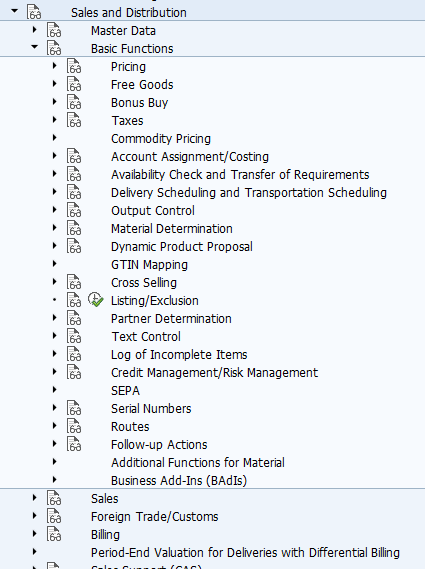 Sales and Distribution
Master Data
Basic Functions
Pricing
Free Goods
Bonus Buy
Taxes
Commodity Pricing
Account Assignment/Costing
Availability Check and Transfer of Requirements
Delivery Scheduling and Transportation Scheduling
Output Control
Material Determination
Dynamic Product Proposal
GTIN Mapping
Cross Selling
Listing/Exclusion
Partner Determination
Text Control
Log of Incomplete Items
Credit Management/Risk Management
SEPA
Serial Numbers
Routes
Follow-up Actions
Additional Functions for Material
Business Add-Ins (BAdIs)
Sales
Foreign Trade/Customs
Billing
Period-End Valuation for Deliveries with Differential Billing
Sales Support (CAS)